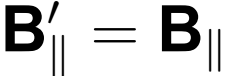 𝗕′∥ = 𝗕∥